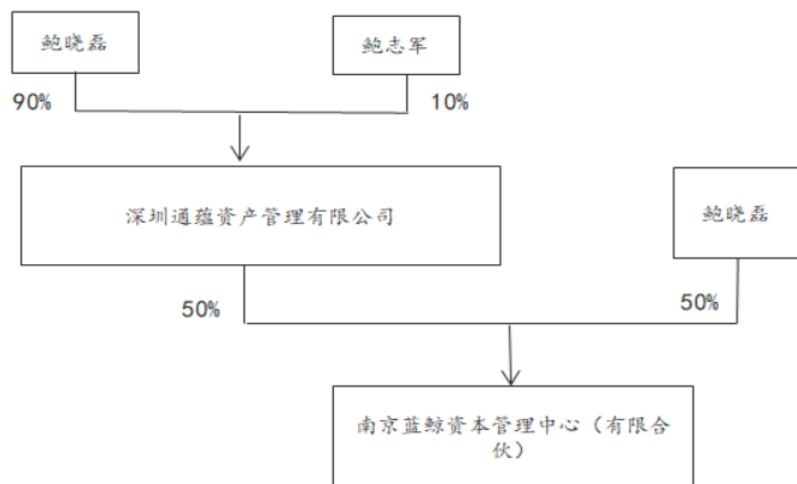 鲍晓磊
鲍志军
90%
10%
深圳通蕴资产管理有限公司
鲍晓磊
50%
50%
南京蓝鲸资本管理中心（有限合
伙）